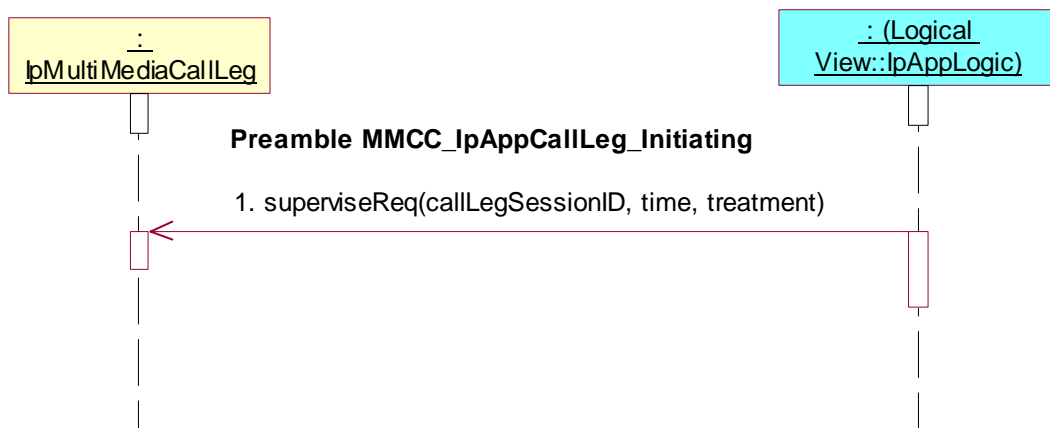 :
IpMultiMediaCallLeg
: (Logical
View::IpAppLogic)
Preamble MMCC_IpAppCallLeg_Initiating
1. superviseReq(callLegSessionID, time, treatment)